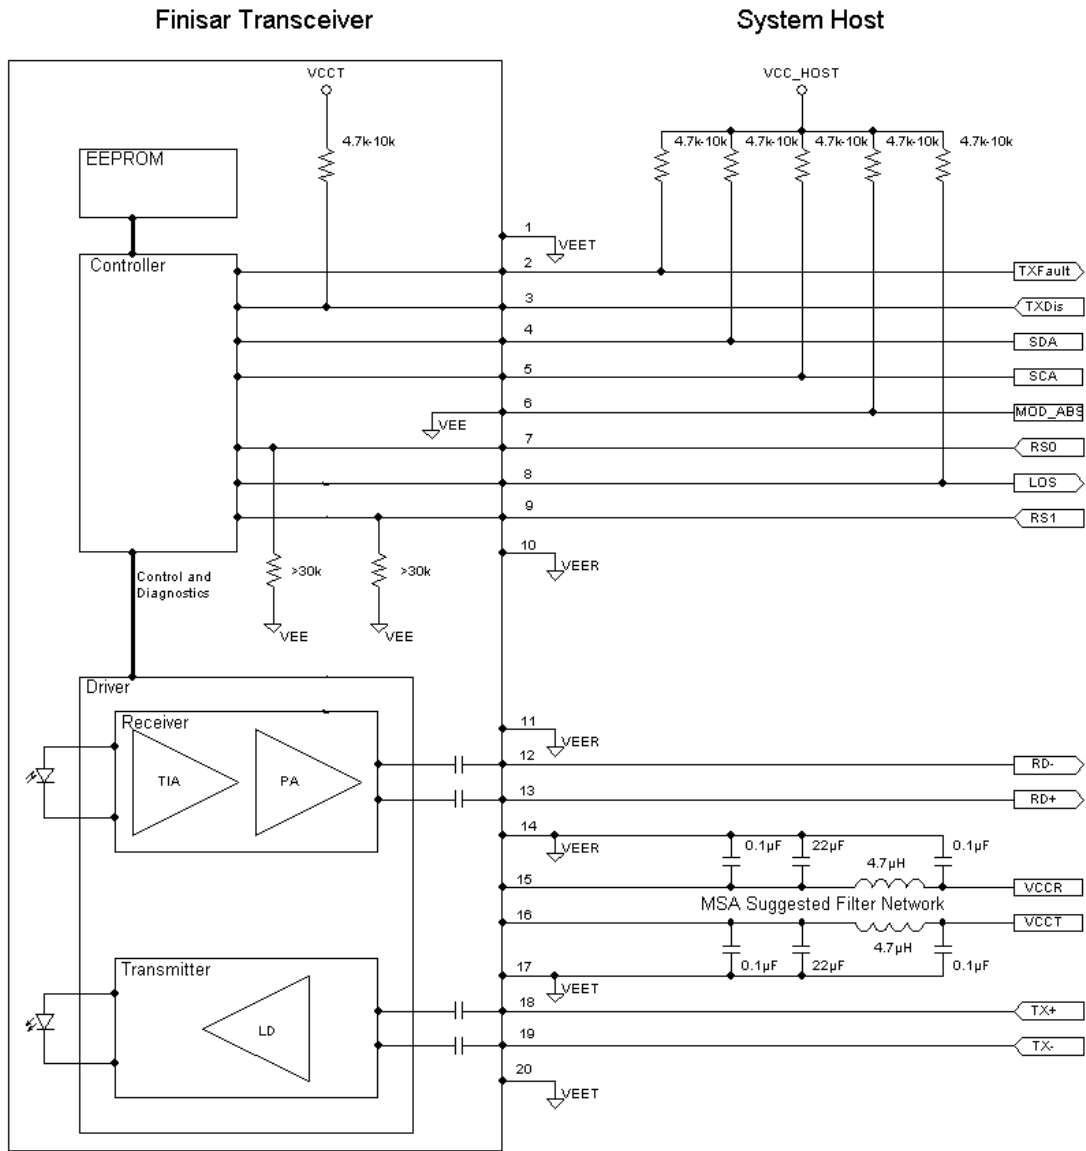 Finisar Transceiver
System Host
VCCT
VCC_HOST
4.7k-10k
4.7k-10k 4.7k-10k 4.7k-10k 4.7k-10k 4.7k-10k
EEPROM
1
VEET
Controller
2
TXFault
3
TXDis
4
SDA
5
SCA
6
MOD_ABS
VEE
7
RS0
8
LOS
9
RS1
10
VEER
Control and
Diagnostics
>30k
>30k
VEE
VEE
Driver
Receiver
11
VEER
12
RD-
TIA
PA
13
RD+
14
VEER
0.1µF
22µF
4.7µH
0.1µF
15
VCCR
MSA Suggested Filter Network
16
VCCT
4.7µH
Transmitter
17
0.1µF
22µF
0.1µF
VEET
18
TX+
LD
19
TX-
20
VEET